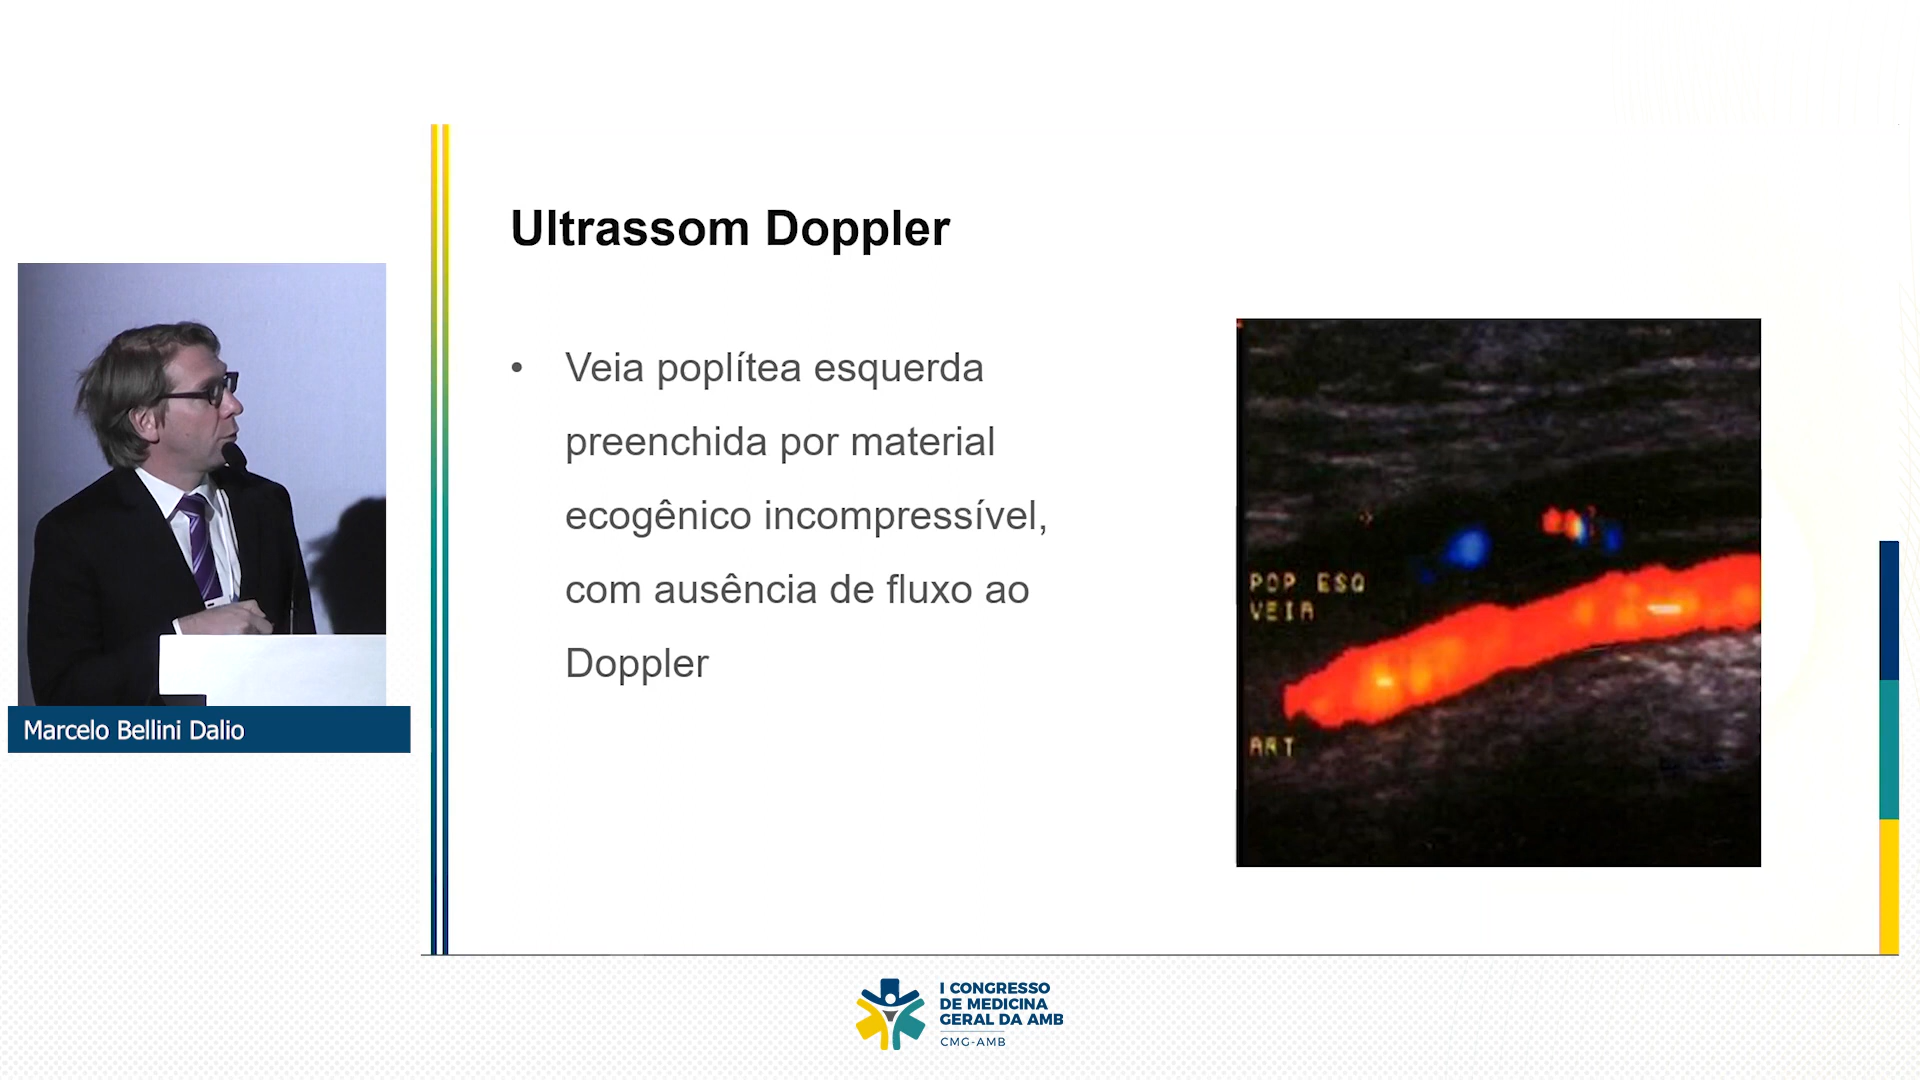 Ultrassom Doppler
• Veia poplítea esquerda
preenchida por material
ecogênico incompressível,
com ausência de fluxo ao
Doppler
POP ESQ
VEIA
ART
Marcelo Bellini Dalio
I CONGRESSO
DE MEDICINA
GERAL DA AMB
CMG-AMB